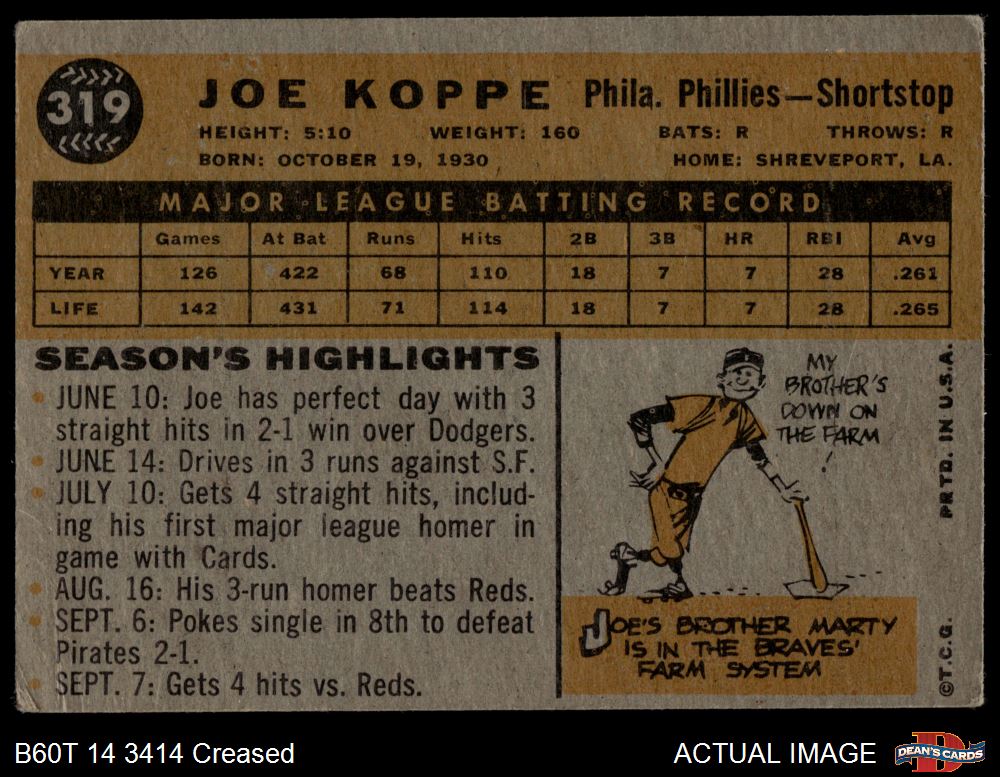 319
JOE KOPPE Phila. Phillies—Shortstop
HEIGHT: 5:10 WEIGHT: 160 BATS: R THROWS: R
BORN: OCTOBER 19, 1930 HOME: SHREVEPORT, LA.
MAJOR LEAGUE BATTING RECORD
Games At Bat Runs Hits 2B 3B HR RBI Avg
YEAR 126 422 68 110 18 7 7 28 .261
LIFE 142 431 71 114 18 7 7 28 .265
SEASON'S HIGHLIGHTS
• JUNE 10: Joe has perfect day with 3
straight hits in 2-1 win over Dodgers.
• JUNE 14: Drives in 3 runs against S.F.
• JULY 10: Gets 4 straight hits, includ-
ing his first major league homer in
game with Cards.
• AUG. 16: His 3-run homer beats Reds.
• SEPT. 6: Pokes single in 8th to defeat
Pirates 2-1.
• SEPT. 7: Gets 4 hits vs. Reds.
MY
BROTHER'S
DOWN ON
THE FARM
!
JOE'S BROTHER MARTY
IS IN THE BRAVES'
FARM SYSTEM
PRTD. IN U.S.A.
©T.C.G.
B60T 14 3414 Creased
ACTUAL IMAGE
DEAN'S CARDS